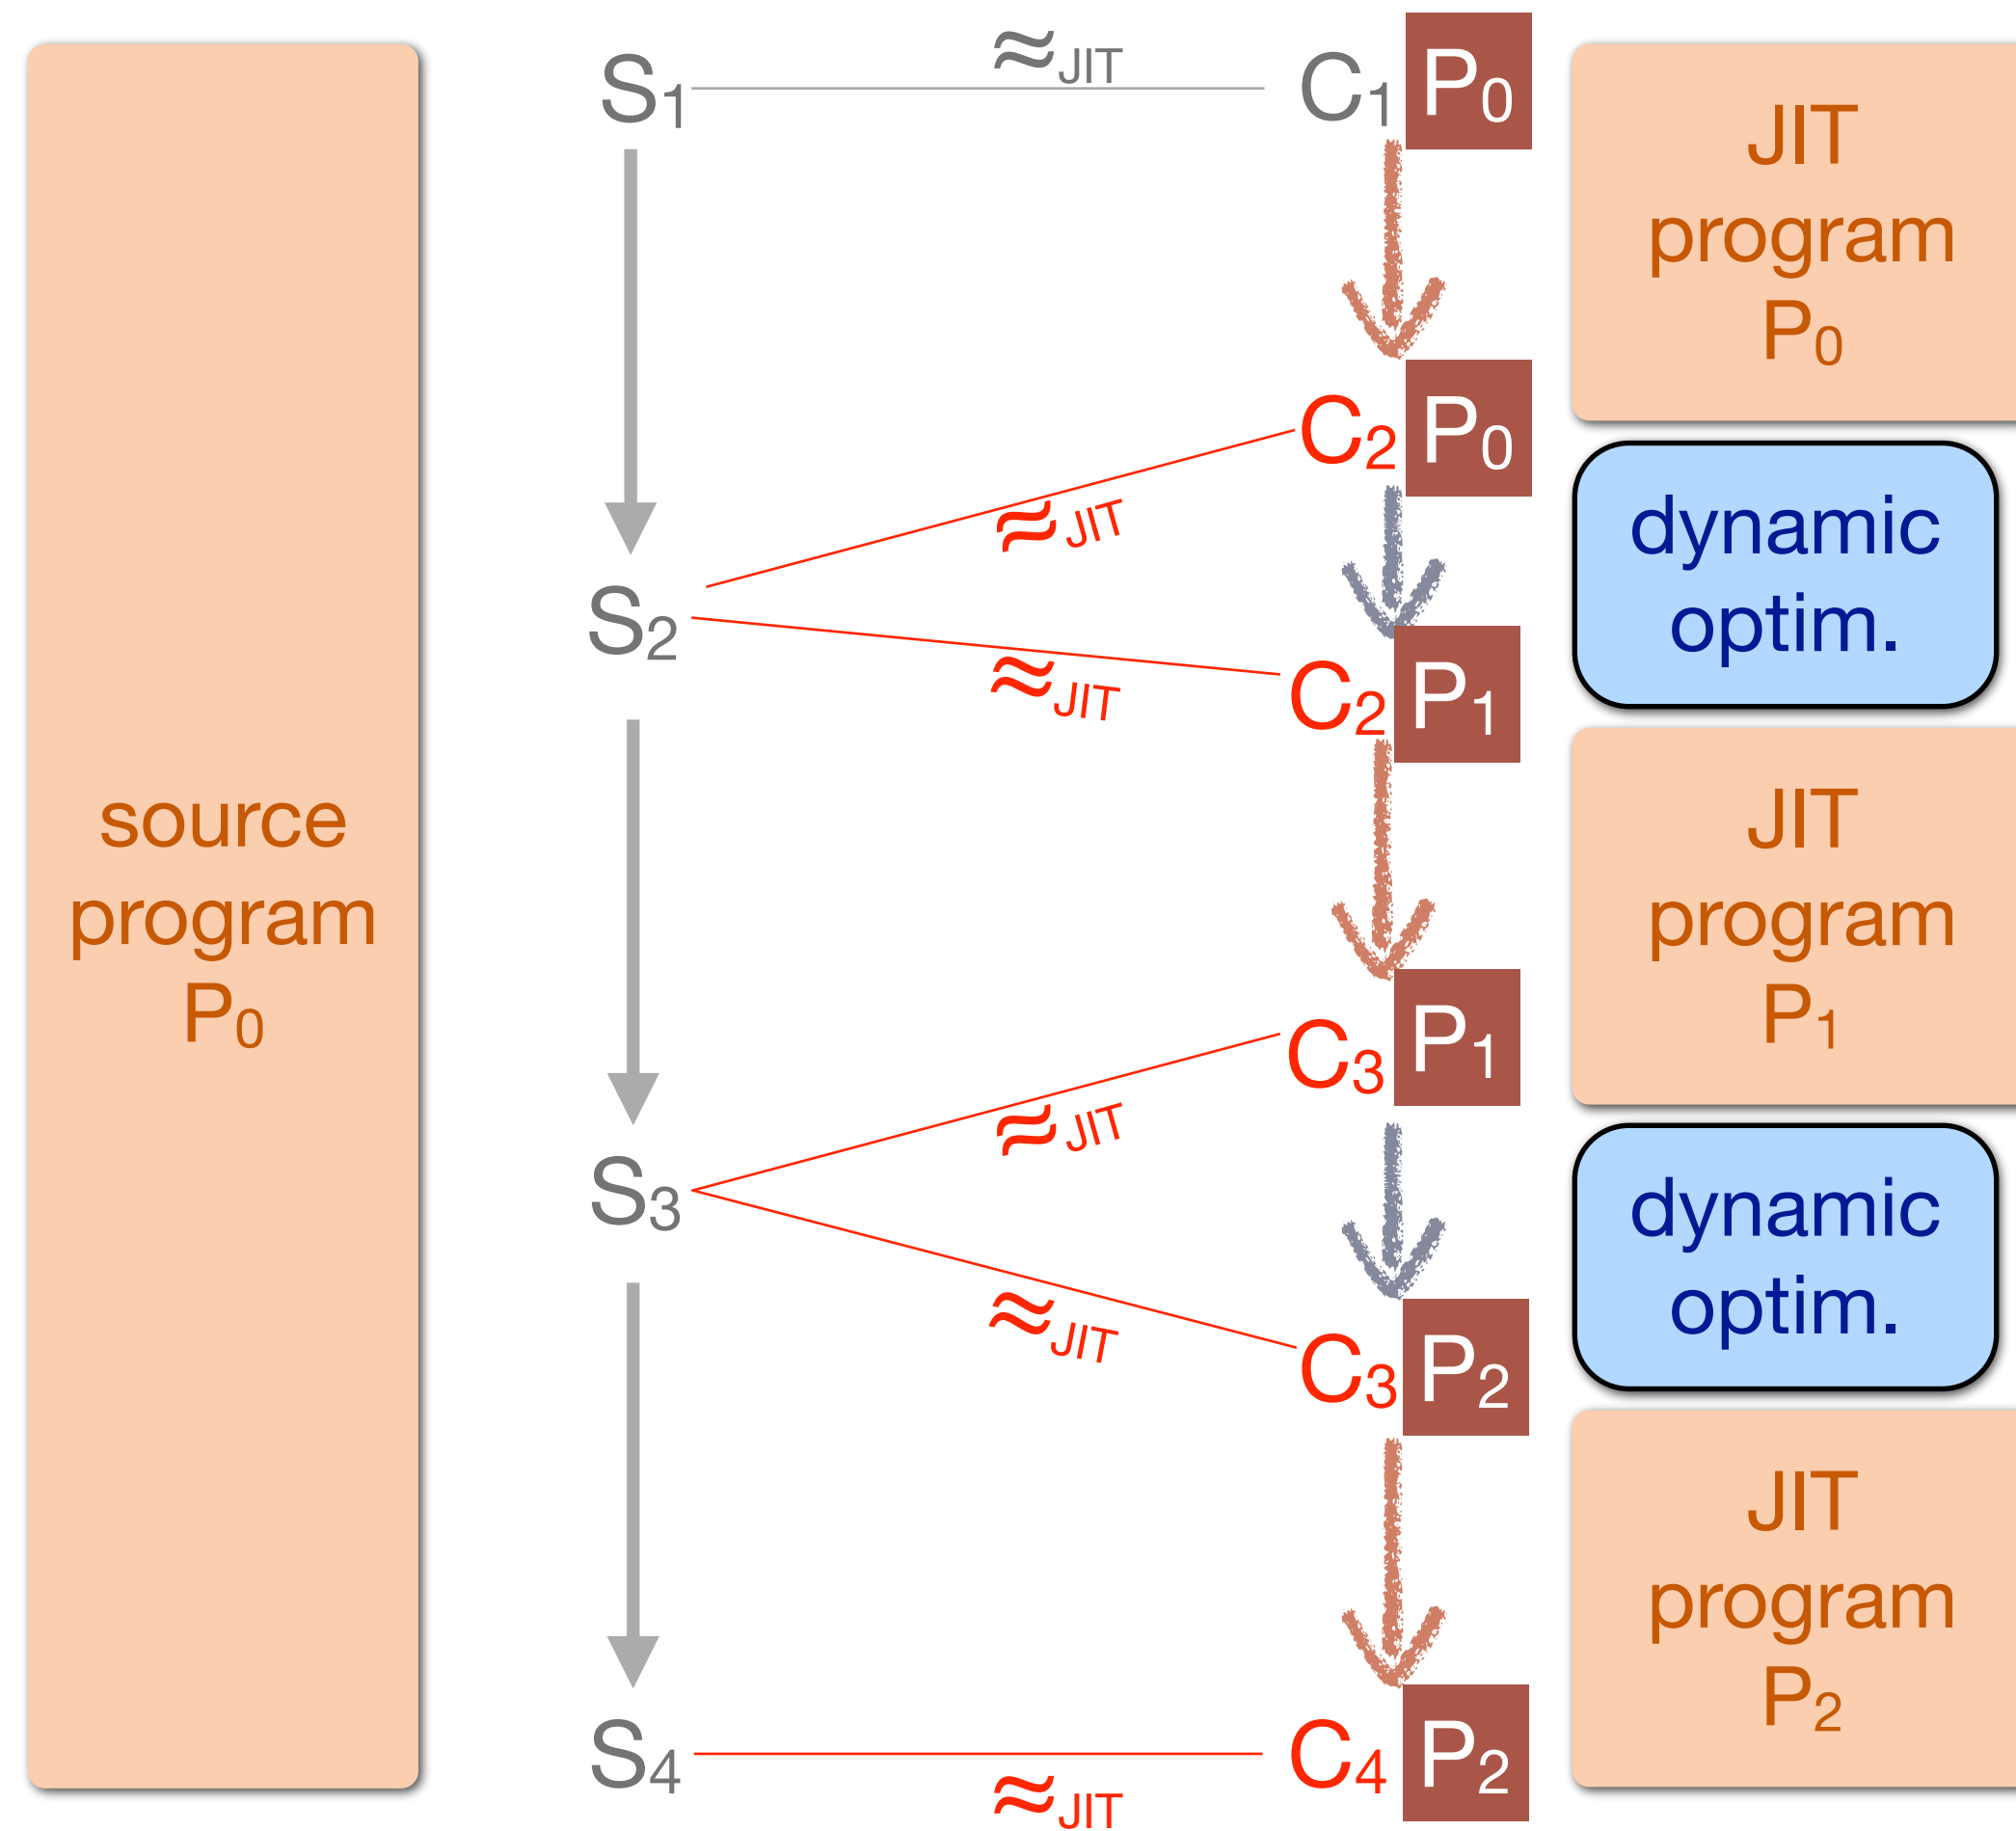 source
program
P0
S1 ≈JIT C1 P0
C2 P0
≈JIT
S2
≈JIT
C2 P1
C3 P1
≈JIT
S3
≈JIT
C3 P2
S4 ≈JIT C4 P2
JIT
program
P0
dynamic
optim.
JIT
program
P1
dynamic
optim.
JIT
program
P2